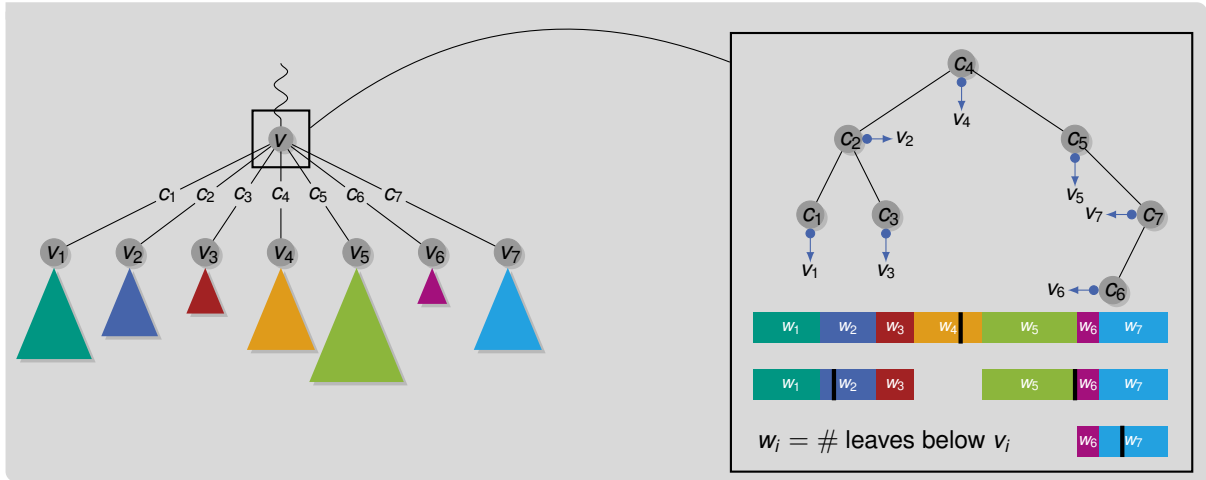 v
c1 c2 c3 c4 c5 c6 c7
v1 v2 v3 v4 v5 v6 v7
c4
v4
c2 v2
c5
v5
c1 c3
v7 c7
v1 v3
v6 c6
w1 w2 w3 w4 w5 w6 w7
w1 w2 w3 w5 w6 w7
wi = # leaves below vi
w6 w7